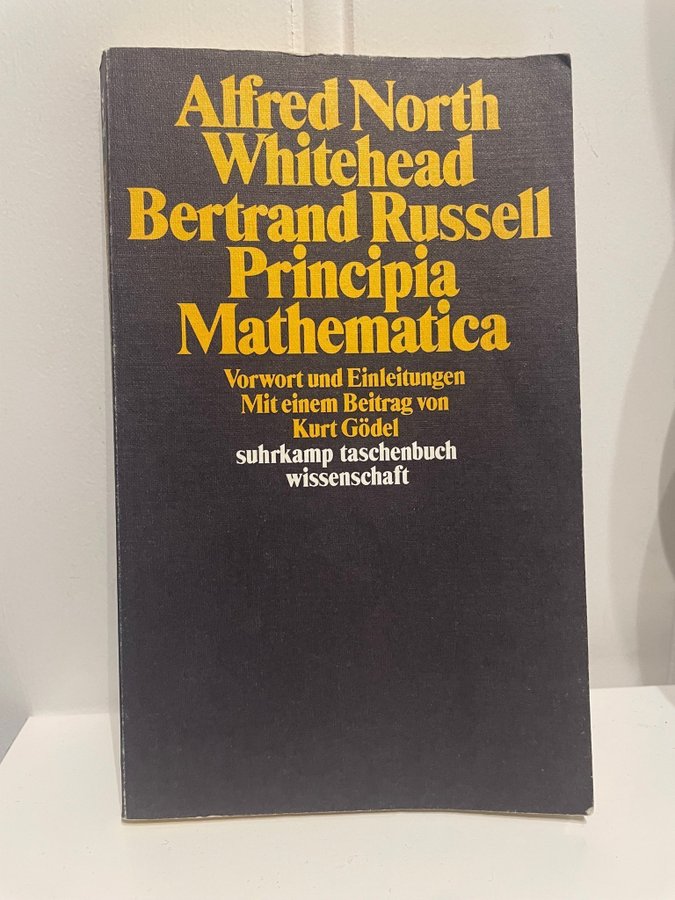 Alfred North
Whitehead
Bertrand Russell
Principia
Mathematica
Vorwort und Einleitungen
Mit einem Beitrag von
Kurt Gödel
suhrkamp taschenbuch
wissenschaft